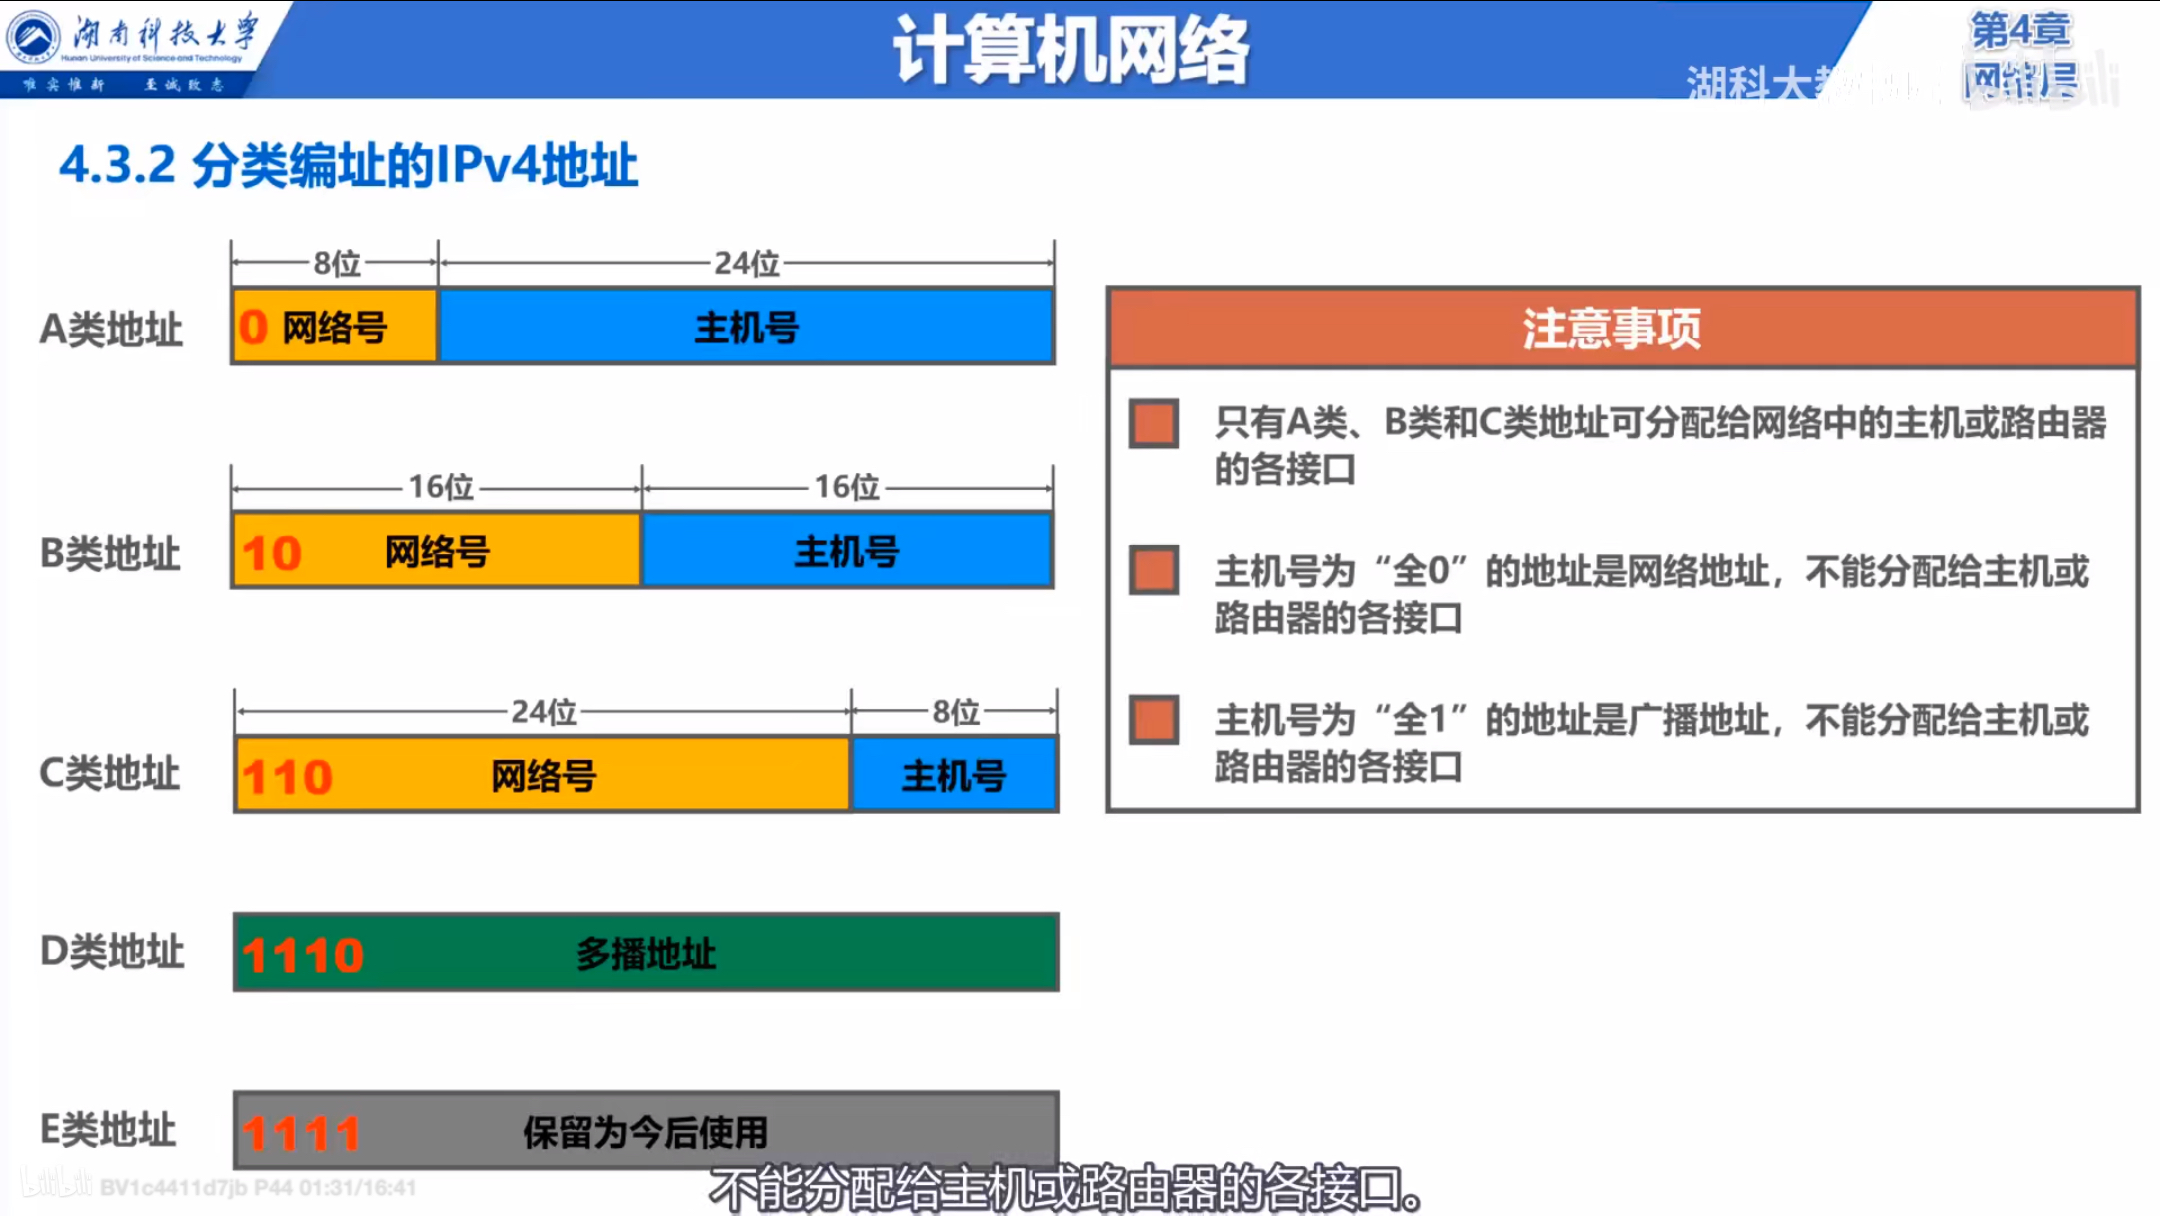 湖南科技大学
Hunan University of Science and Technology
唯实惟新 至诚致志
计算机网络
第4章
网络层
湖科大教
4.3.2 分类编址的IPv4地址
8位 24位
A类地址 0 网络号 主机号
16位 16位
B类地址 10 网络号 主机号
24位 8位
C类地址 110 网络号 主机号
D类地址 1110 多播地址
E类地址 1111 保留为今后使用
注意事项
只有A类、B类和C类地址可分配给网络中的主机或路由器
的各接口
主机号为“全0”的地址是网络地址，不能分配给主机或
路由器的各接口
主机号为“全1”的地址是广播地址，不能分配给主机或
路由器的各接口
bilibili BV1c4411d7jb P44 01:31/16:41
不能分配给主机或路由器的各接口。